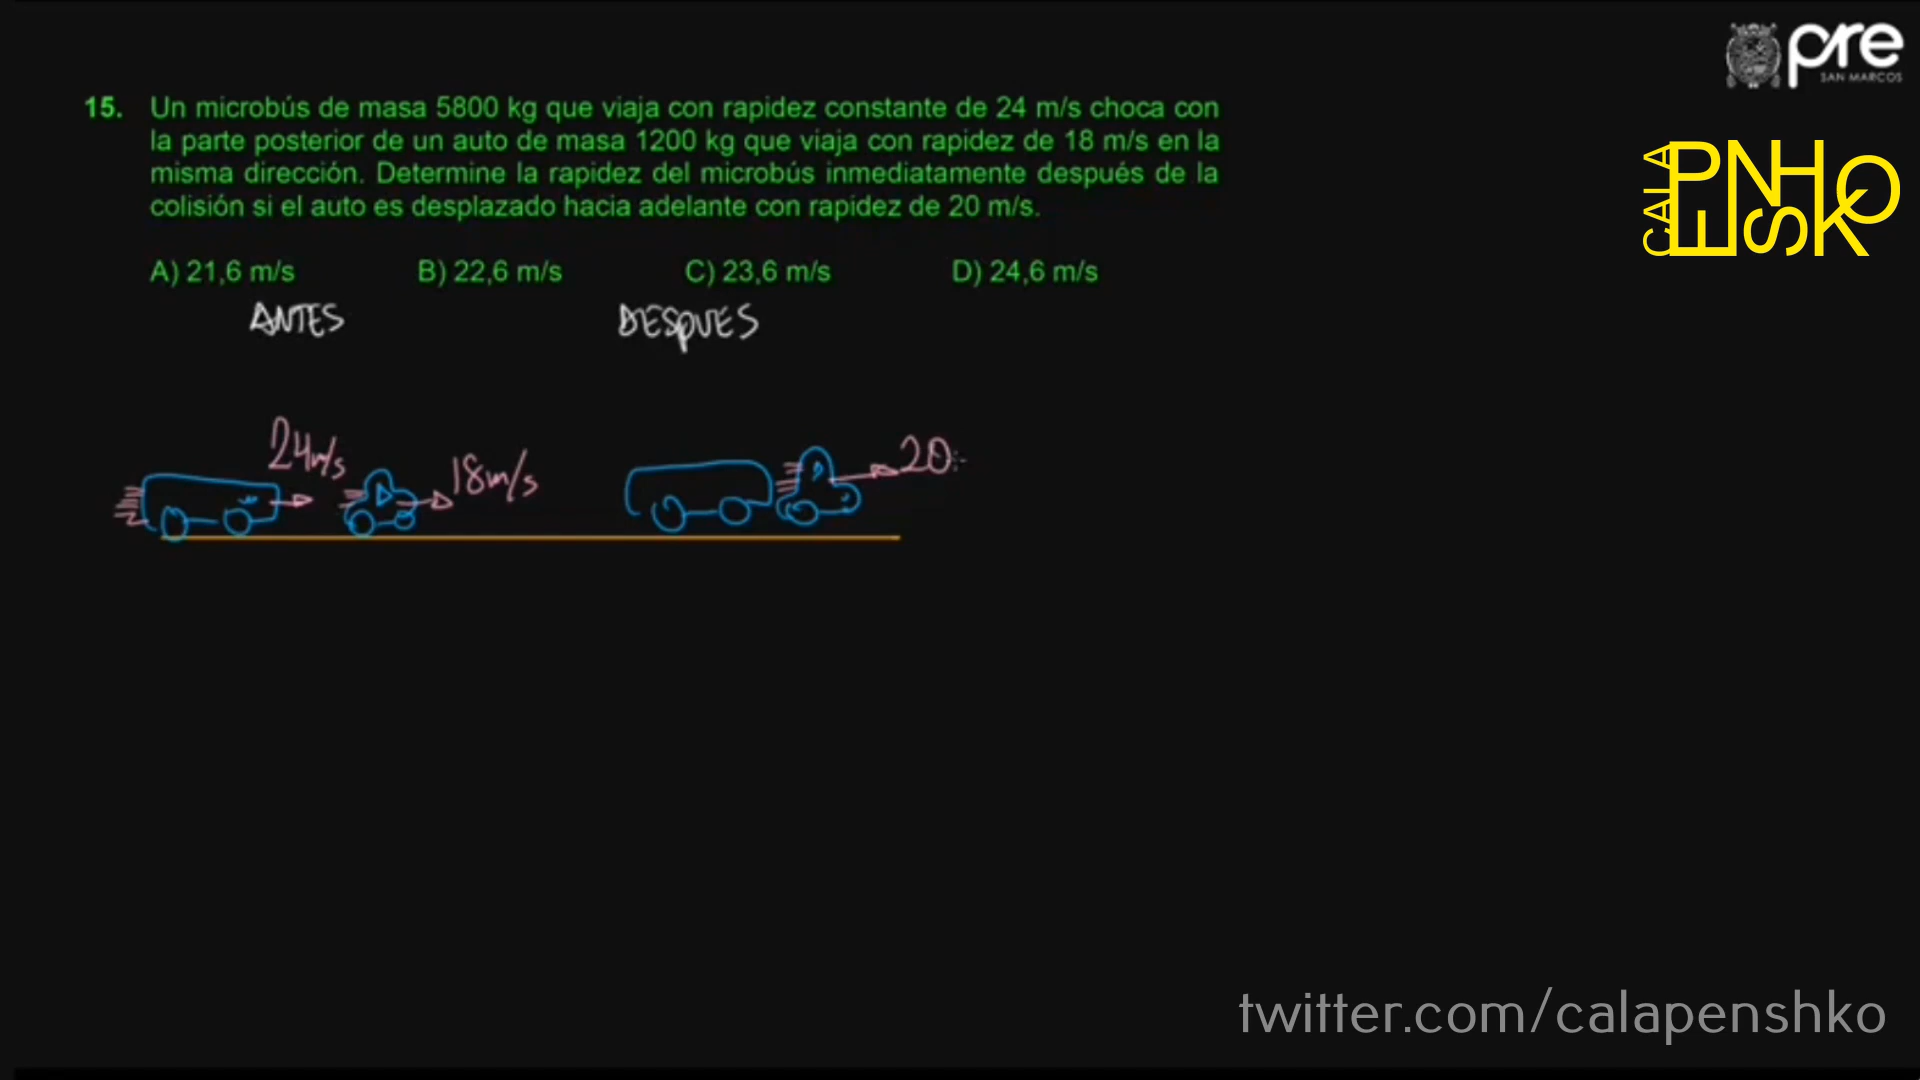 pre
SAN MARCOS
15. Un microbús de masa 5800 kg que viaja con rapidez constante de 24 m/s choca con
la parte posterior de un auto de masa 1200 kg que viaja con rapidez de 18 m/s en la
misma dirección. Determine la rapidez del microbús inmediatamente después de la
colisión si el auto es desplazado hacia adelante con rapidez de 20 m/s.
CALA
PENSHKO
A) 21,6 m/s B) 22,6 m/s C) 23,6 m/s D) 24,6 m/s
ANTES DESPUES
24m/s 18m/s 20
twitter.com/calapenshko